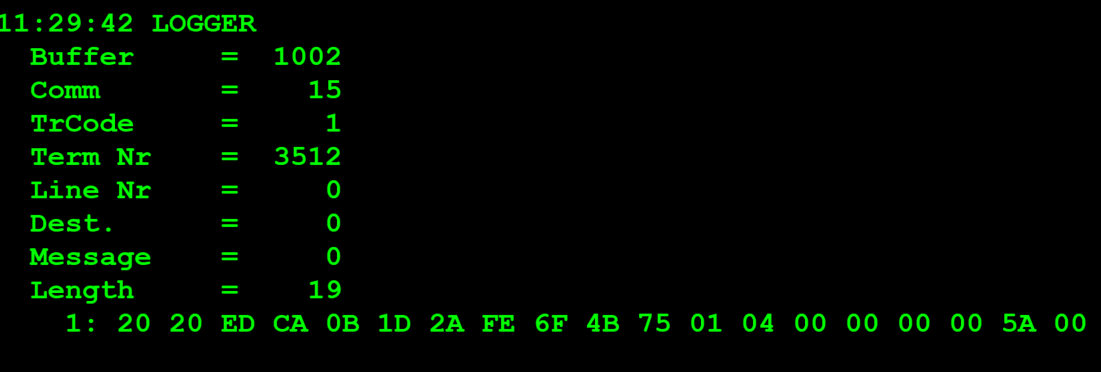 11:29:42 LOGGER
Buffer = 1002
Comm = 15
TrCode = 1
Term Nr = 3512
Line Nr = 0
Dest. = 0
Message = 0
Length = 19
1: 20 20 ED CA 0B 1D 2A FE 6F 4B 75 01 04 00 00 00 00 5A 00